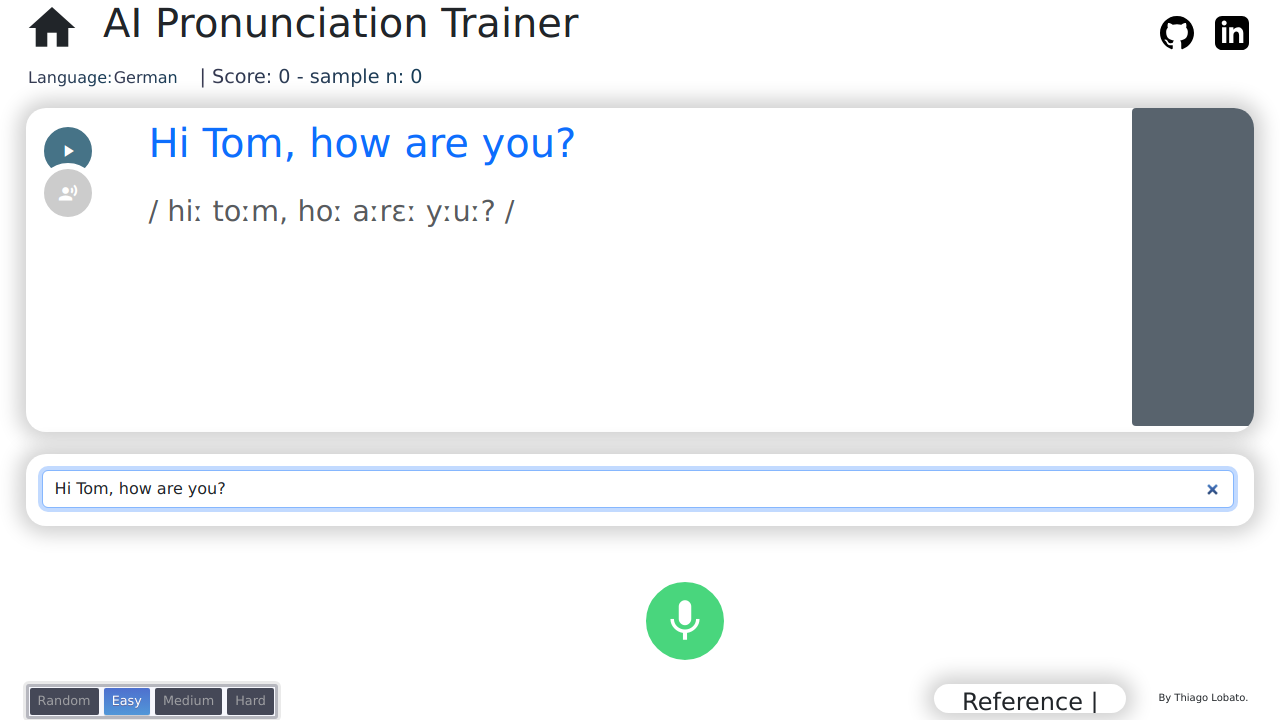 AI Pronunciation Trainer
Language: German | Score: 0 - sample n: 0
Hi Tom, how are you?
/ hiː toːm, hoː aːrɛː yːuː? /
Hi Tom, how are you?
Random Easy Medium Hard
Reference |
By Thiago Lobato.